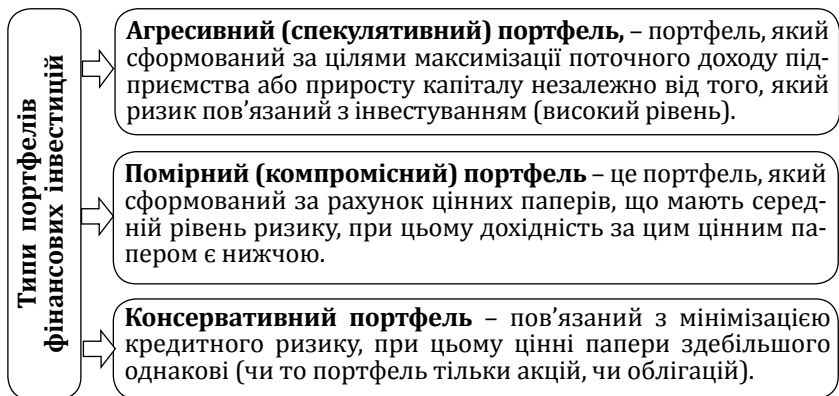 Типи портфелів
фінансових інвестицій
Агресивний (спекулятивний) портфель, – портфель, який
сформований за цілями максимізації поточного доходу під-
приємства або приросту капіталу незалежно від того, який
ризик пов’язаний з інвестуванням (високий рівень).
Помірний (компромісний) портфель – це портфель, який
сформований за рахунок цінних паперів, що мають серед-
ній рівень ризику, при цьому дохідність за цим цінним па-
пером є нижчою.
Консервативний портфель – пов’язаний з мінімізацією
кредитного ризику, при цьому цінні папери здебільшого
однакові (чи то портфель тільки акцій, чи облігацій).